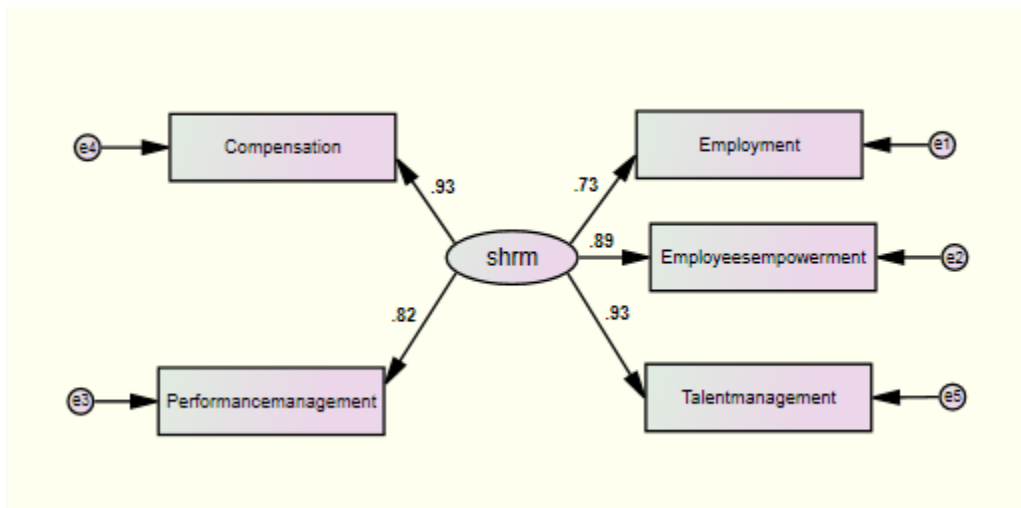 e4
Compensation
Employment
e1
.93
.73
shrm
.89
Employeesempowerment
e2
.82
.93
e3
Performancemanagement
Talentmanagement
e5